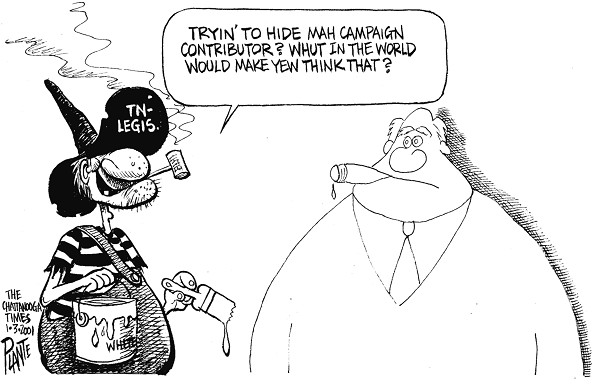 TRYIN' TO HIDE MAH CAMPAIGN
CONTRIBUTOR? WHUT IN THE WORLD
WOULD MAKE YEW THINK THAT?
TN-
LEGIS.
THE
CHATTANOOGA
TIMES
1-3-2001
PLANTE